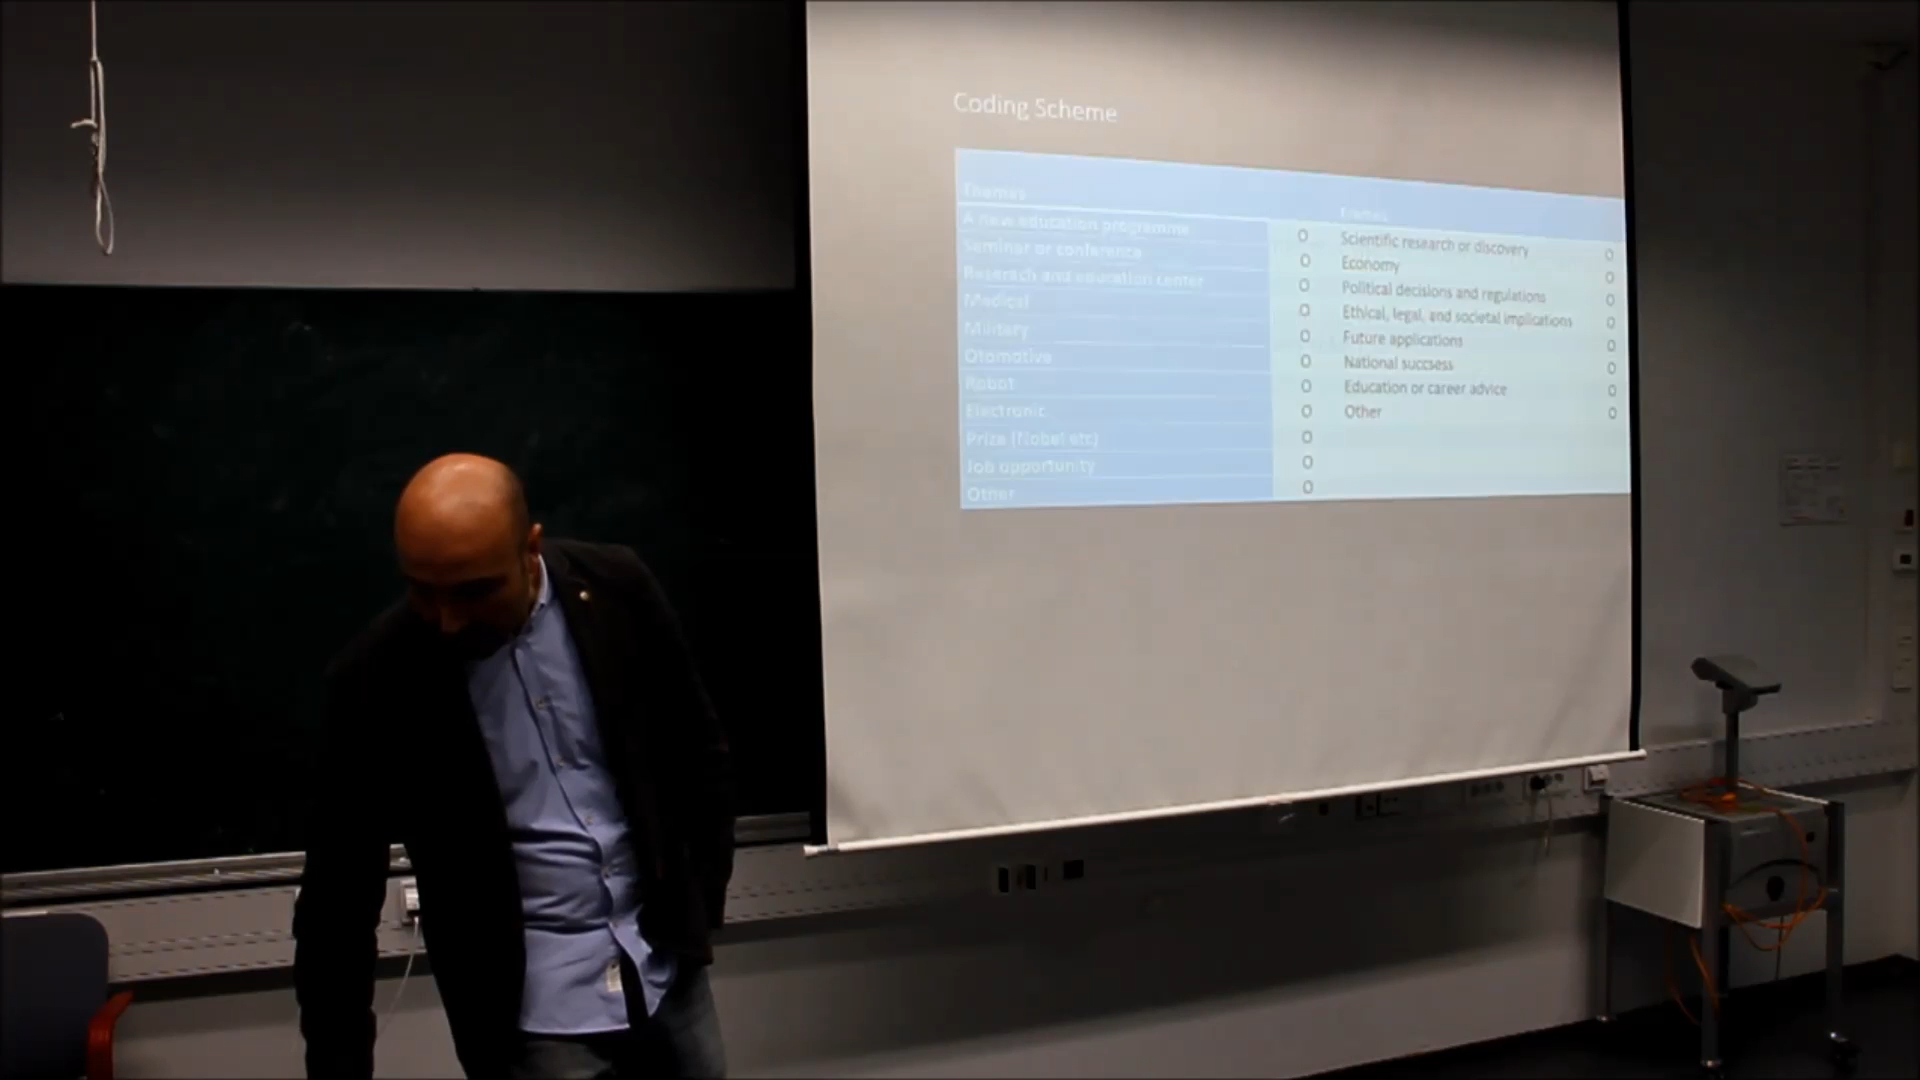 Coding Scheme
Themes
Frames
A new education programme O Scientific research or discovery O
Seminar or conference O Economy O
Research and education center O Political decisions and regulations O
Medical O Ethical, legal, and societal implications O
Military O Future applications O
Otomotive O National succsess O
Robot O Education or career advice O
Electronic O Other O
Prize (Nobel etc) O
Job opportunity O
Other O